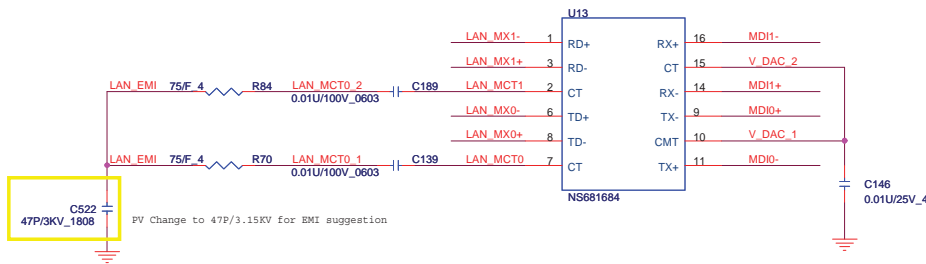 U13
LAN_MX1- 1 RD+ RX+ 16 MDI1-
LAN_MX1+ 3 RD- CT 15 V_DAC_2
LAN_EMI 75/F_4 R84 LAN_MCT0_2 C189 LAN_MCT1 2 CT RX- 14 MDI1+
0.01U/100V_0603
LAN_MX0- 6 TD+ TX- 9 MDI0+
LAN_MX0+ 8 TD- CMT 10 V_DAC_1
LAN_EMI 75/F_4 R70 LAN_MCT0_1 C139 LAN_MCT0 7 CT TX+ 11 MDI0-
0.01U/100V_0603
C146
0.01U/25V_4
NS681684
C522
47P/3KV_1808
PV Change to 47P/3.15KV for EMI suggestion